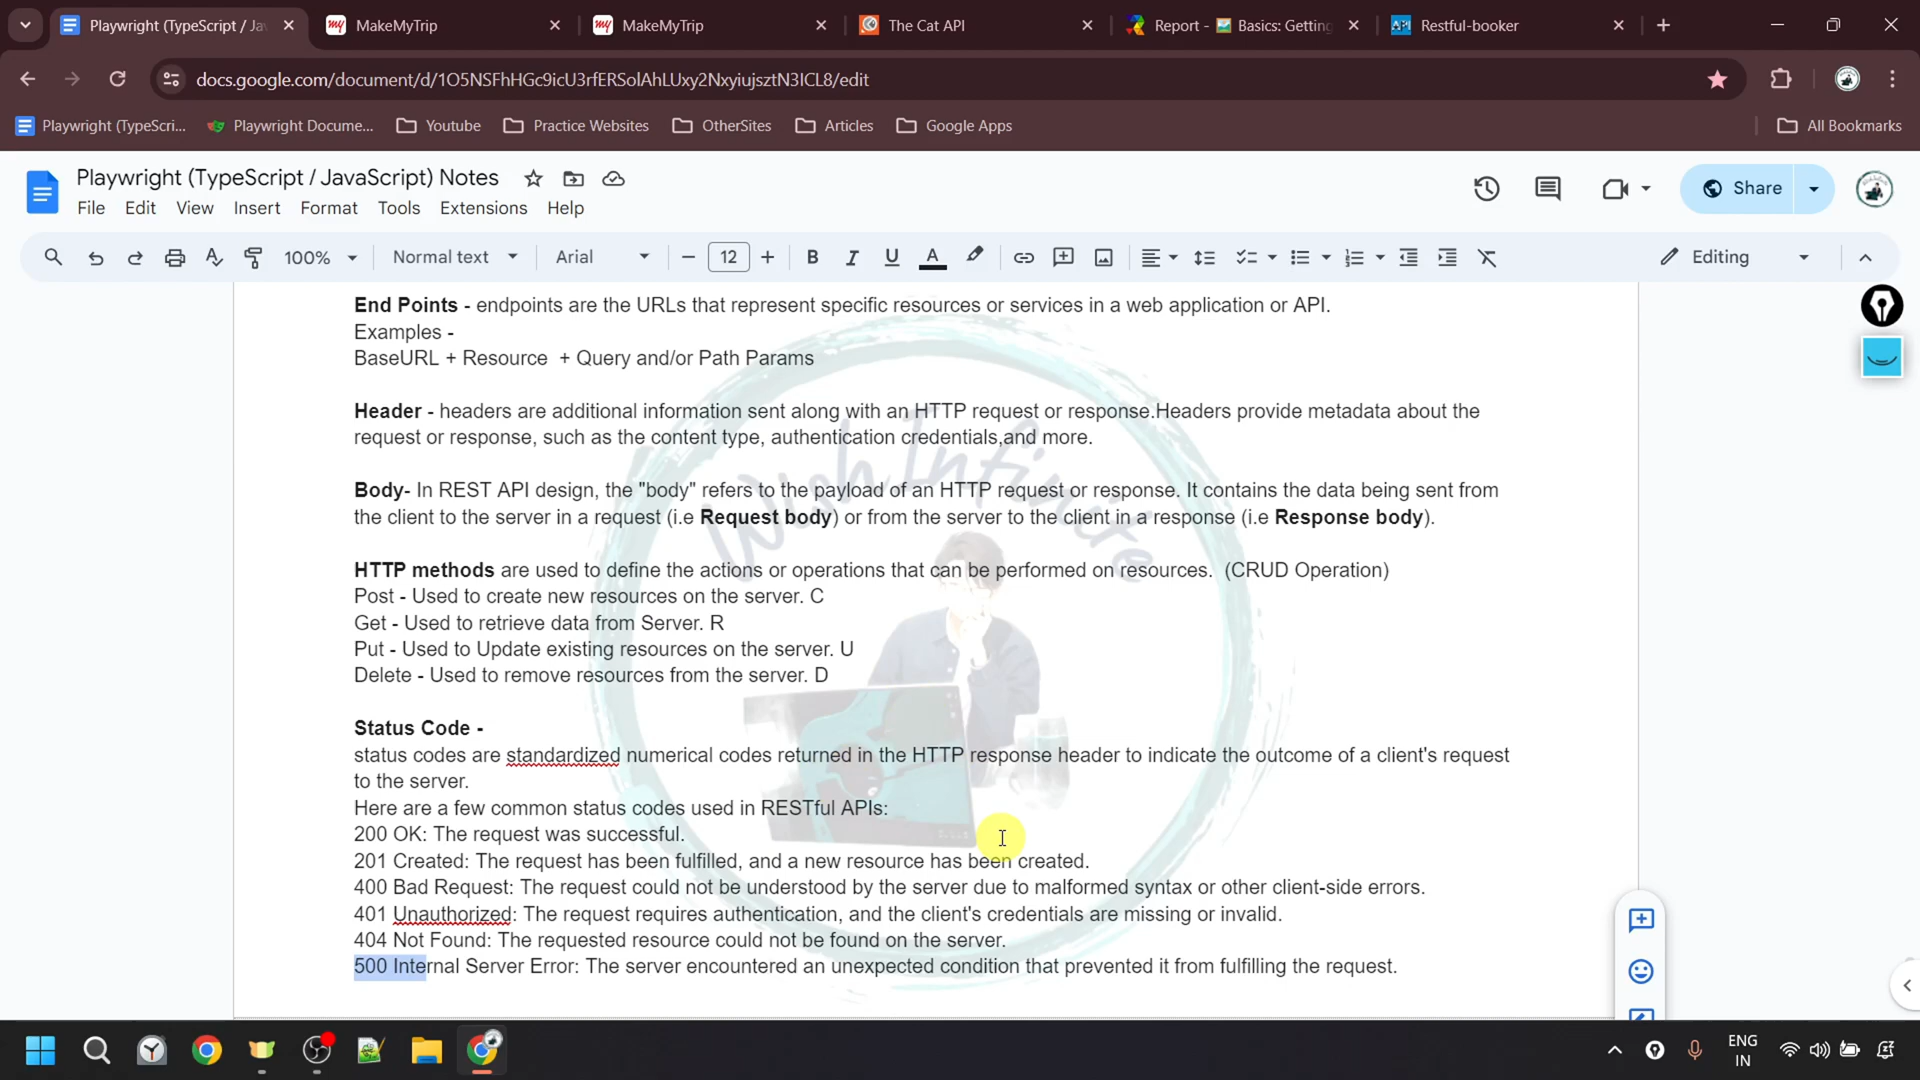 Playwright (TypeScript / Ja
MakeMyTrip
MakeMyTrip
The Cat API
Report - 🖼️ Basics: Getting
Restful-booker
docs.google.com/document/d/1O5NSFhHGc9icU3rfERSolAhLUxy2NxyiujsztN3ICL8/edit
Playwright (TypeScri...
Playwright Docume...
Youtube
Practice Websites
OtherSites
Articles
Google Apps
All Bookmarks
Playwright (TypeScript / JavaScript) Notes
Share
File Edit View Insert Format Tools Extensions Help
100% Normal text Arial 12 Editing
End Points - endpoints are the URLs that represent specific resources or services in a web application or API.
Examples -
BaseURL + Resource + Query and/or Path Params
Header - headers are additional information sent along with an HTTP request or response.Headers provide metadata about the
request or response, such as the content type, authentication credentials,and more.
Body- In REST API design, the "body" refers to the payload of an HTTP request or response. It contains the data being sent from
the client to the server in a request (i.e Request body) or from the server to the client in a response (i.e Response body).
HTTP methods are used to define the actions or operations that can be performed on resources. (CRUD Operation)
Post - Used to create new resources on the server. C
Get - Used to retrieve data from Server. R
Put - Used to Update existing resources on the server. U
Delete - Used to remove resources from the server. D
Status Code -
status codes are standardized numerical codes returned in the HTTP response header to indicate the outcome of a client's request
to the server.
Here are a few common status codes used in RESTful APIs:
200 OK: The request was successful.
201 Created: The request has been fulfilled, and a new resource has been created.
400 Bad Request: The request could not be understood by the server due to malformed syntax or other client-side errors.
401 Unauthorized: The request requires authentication, and the client's credentials are missing or invalid.
404 Not Found: The requested resource could not be found on the server.
500 Internal Server Error: The server encountered an unexpected condition that prevented it from fulfilling the request.
Wish Infinite
ENG
IN